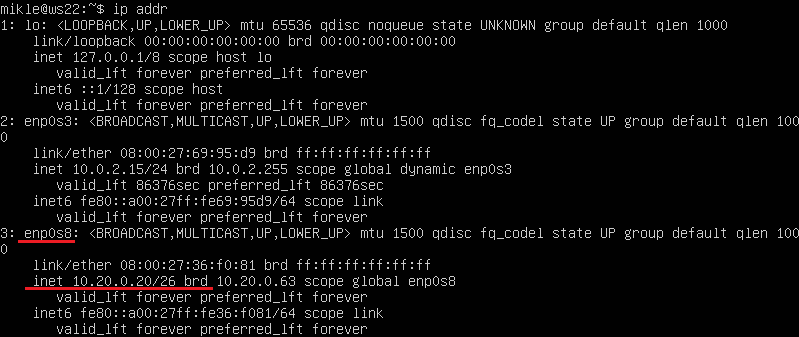 mikle@ws22:~$ ip addr
1: lo: <LOOPBACK,UP,LOWER_UP> mtu 65536 qdisc noqueue state UNKNOWN group default qlen 1000
link/loopback 00:00:00:00:00:00 brd 00:00:00:00:00:00
inet 127.0.0.1/8 scope host lo
valid_lft forever preferred_lft forever
inet6 ::1/128 scope host
valid_lft forever preferred_lft forever
2: enp0s3: <BROADCAST,MULTICAST,UP,LOWER_UP> mtu 1500 qdisc fq_codel state UP group default qlen 100
0
link/ether 08:00:27:69:95:d9 brd ff:ff:ff:ff:ff:ff
inet 10.0.2.15/24 brd 10.0.2.255 scope global dynamic enp0s3
valid_lft 86376sec preferred_lft 86376sec
inet6 fe80::a00:27ff:fe69:95d9/64 scope link
valid_lft forever preferred_lft forever
3: enp0s8: <BROADCAST,MULTICAST,UP,LOWER_UP> mtu 1500 qdisc fq_codel state UP group default qlen 100
0
link/ether 08:00:27:36:f0:81 brd ff:ff:ff:ff:ff:ff
inet 10.20.0.20/26 brd 10.20.0.63 scope global enp0s8
valid_lft forever preferred_lft forever
inet6 fe80::a00:27ff:fe36:f081/64 scope link
valid_lft forever preferred_lft forever